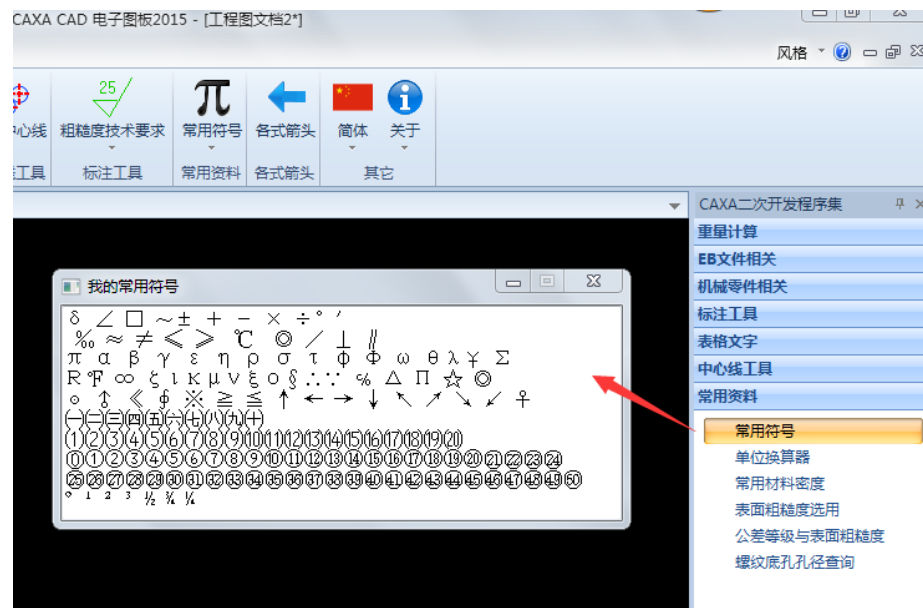 CAXA CAD 电子图板2015 - [工程图文档2*]
风格
25
中心线 粗糙度技术要求 常用符号 各式箭头 简体 关于
工具 标注工具 常用资料 各式箭头 其它
CAXA二次开发程序集
重量计算
EB文件相关
机械零件相关
标注工具
表格文字
中心线工具
常用资料
常用符号
单位换算器
常用材料密度
表面粗糙度选用
公差等级与表面粗糙度
螺纹底孔孔径查询
我的常用符号
δ ∠ □ ~ ± + - × ÷ ° ′
‰ ≈ ≠ < > ℃ ◎ / ⊥ ∥
π α β γ ε η ρ σ τ ф Ф ω θ λ ¥ Σ
R ℉ ∞ ζ ι κ μ ν ξ ο § ∴ ∵ % △ Π ☆ ◎
。 ↕ 《 ∮ ※ ≧ ≦ ↑ ← → ↓ ↖ ↗ ↘ ↙ ♀
㈠㈡㈢㈣㈤㈥㈦㈧㈨㈩
⑴⑵⑶⑷⑸⑹⑺⑻⑼⑽⑾⑿⒀⒁⒂⒃⒄⒅⒆⒇
⓪①②③④⑤⑥⑦⑧⑨⑩⑪⑫⑬⑭⑮⑯⑰⑱⑲⑳㉑㉒㉓㉔
㉕㉖㉗㉘㉙㉚㉛㉜㉝㉞㉟㊱㊲㊳㊴㊵㊶㊷㊸㊹㊺㊻㊼㊽㊾㊿
° ¹ ² ³ ½ ¾ ¼